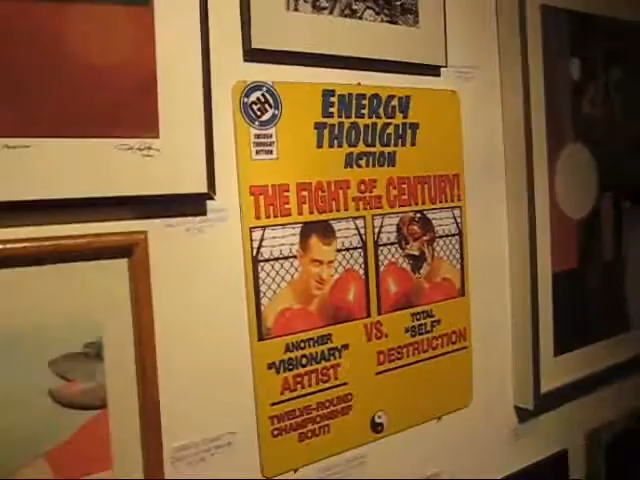 GH
ENERGY
THOUGHT
ACTION
ENERGY
THOUGHT
ACTION
THE FIGHT OF THE CENTURY!
ANOTHER
"VISIONARY"
ARTIST
VS.
TOTAL
"SELF"
DESTRUCTION
TWELVE-ROUND
CHAMPIONSHIP
BOUT!